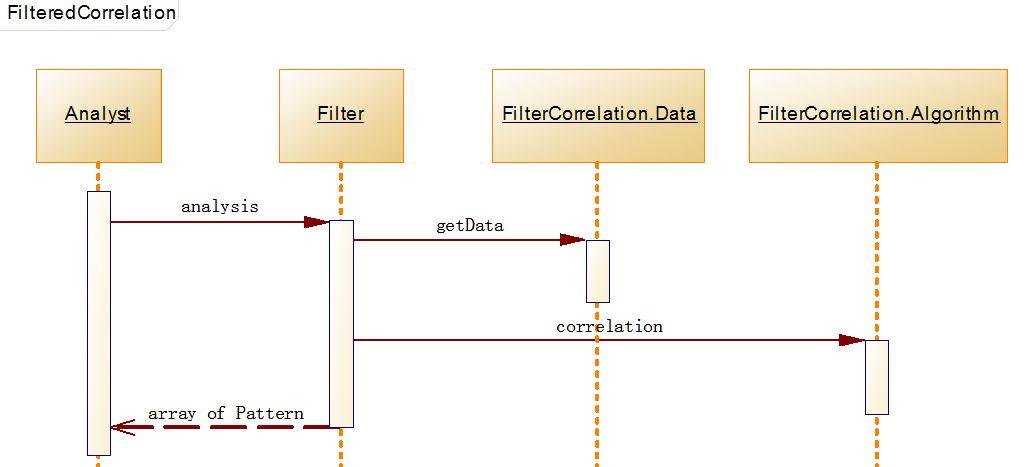 FilteredCorrelation
Analyst
Filter
FilterCorrelation.Data
FilterCorrelation.Algorithm
analysis
getData
correlation
array of Pattern